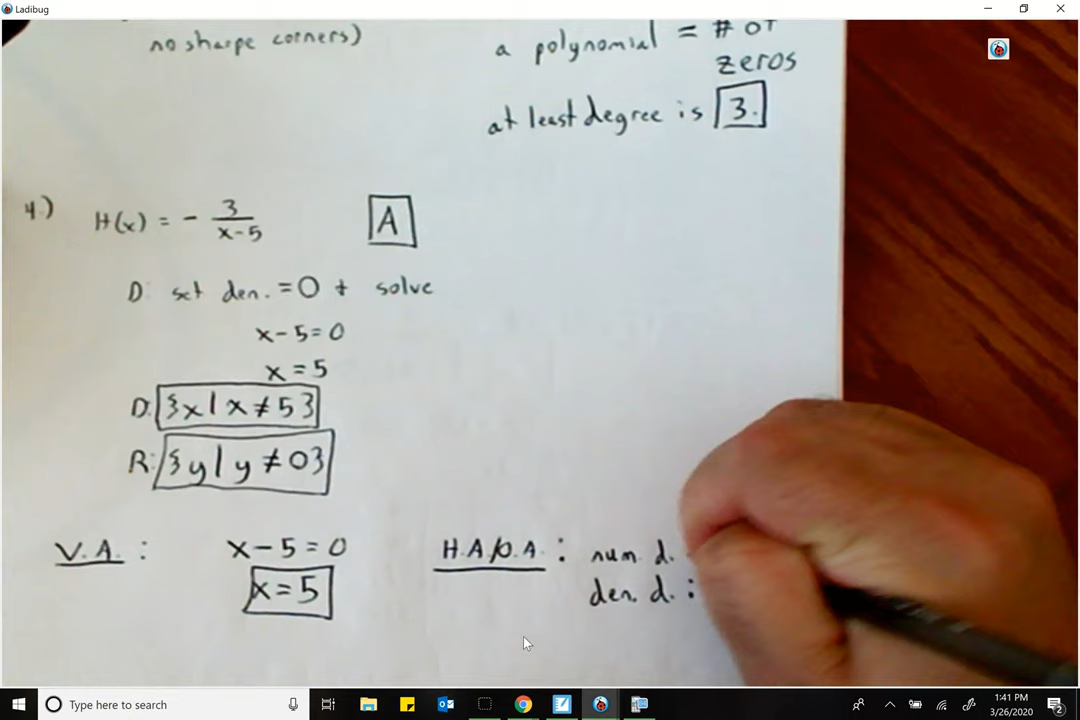 Ladibug
no sharpe corners)
a polynomial = # of
zeros
at least degree is 3.
4.) H(x) = - 3/(x-5) A
D: set den. = 0 + solve
x-5=0
x=5
D: {x | x≠5}
R: {y | y≠0}
V.A. : x-5=0
x=5
H.A/O.A. : num. d.
den. d. :
Type here to search
1:41 PM
3/26/2020
2